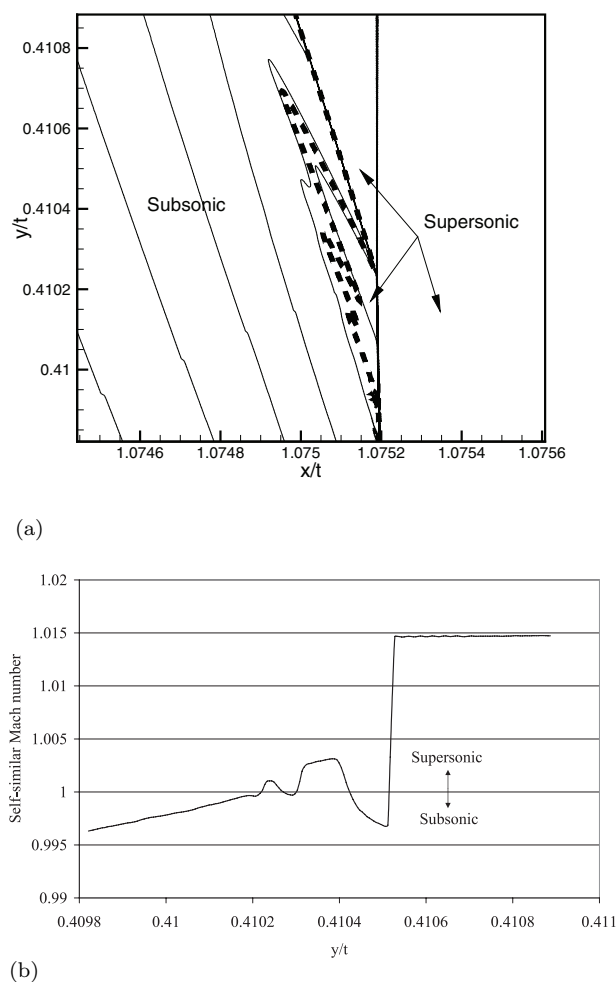 0.4108
0.4106
0.4104
0.4102
0.41
y/t
Subsonic
Supersonic
1.0746 1.0748 1.075 1.0752 1.0754 1.0756
x/t
(a)
1.02
1.015
1.01
1.005
1
0.995
0.99
Self-similar Mach number
Supersonic
Subsonic
0.4098 0.41 0.4102 0.4104 0.4106 0.4108 0.411
y/t
(b)